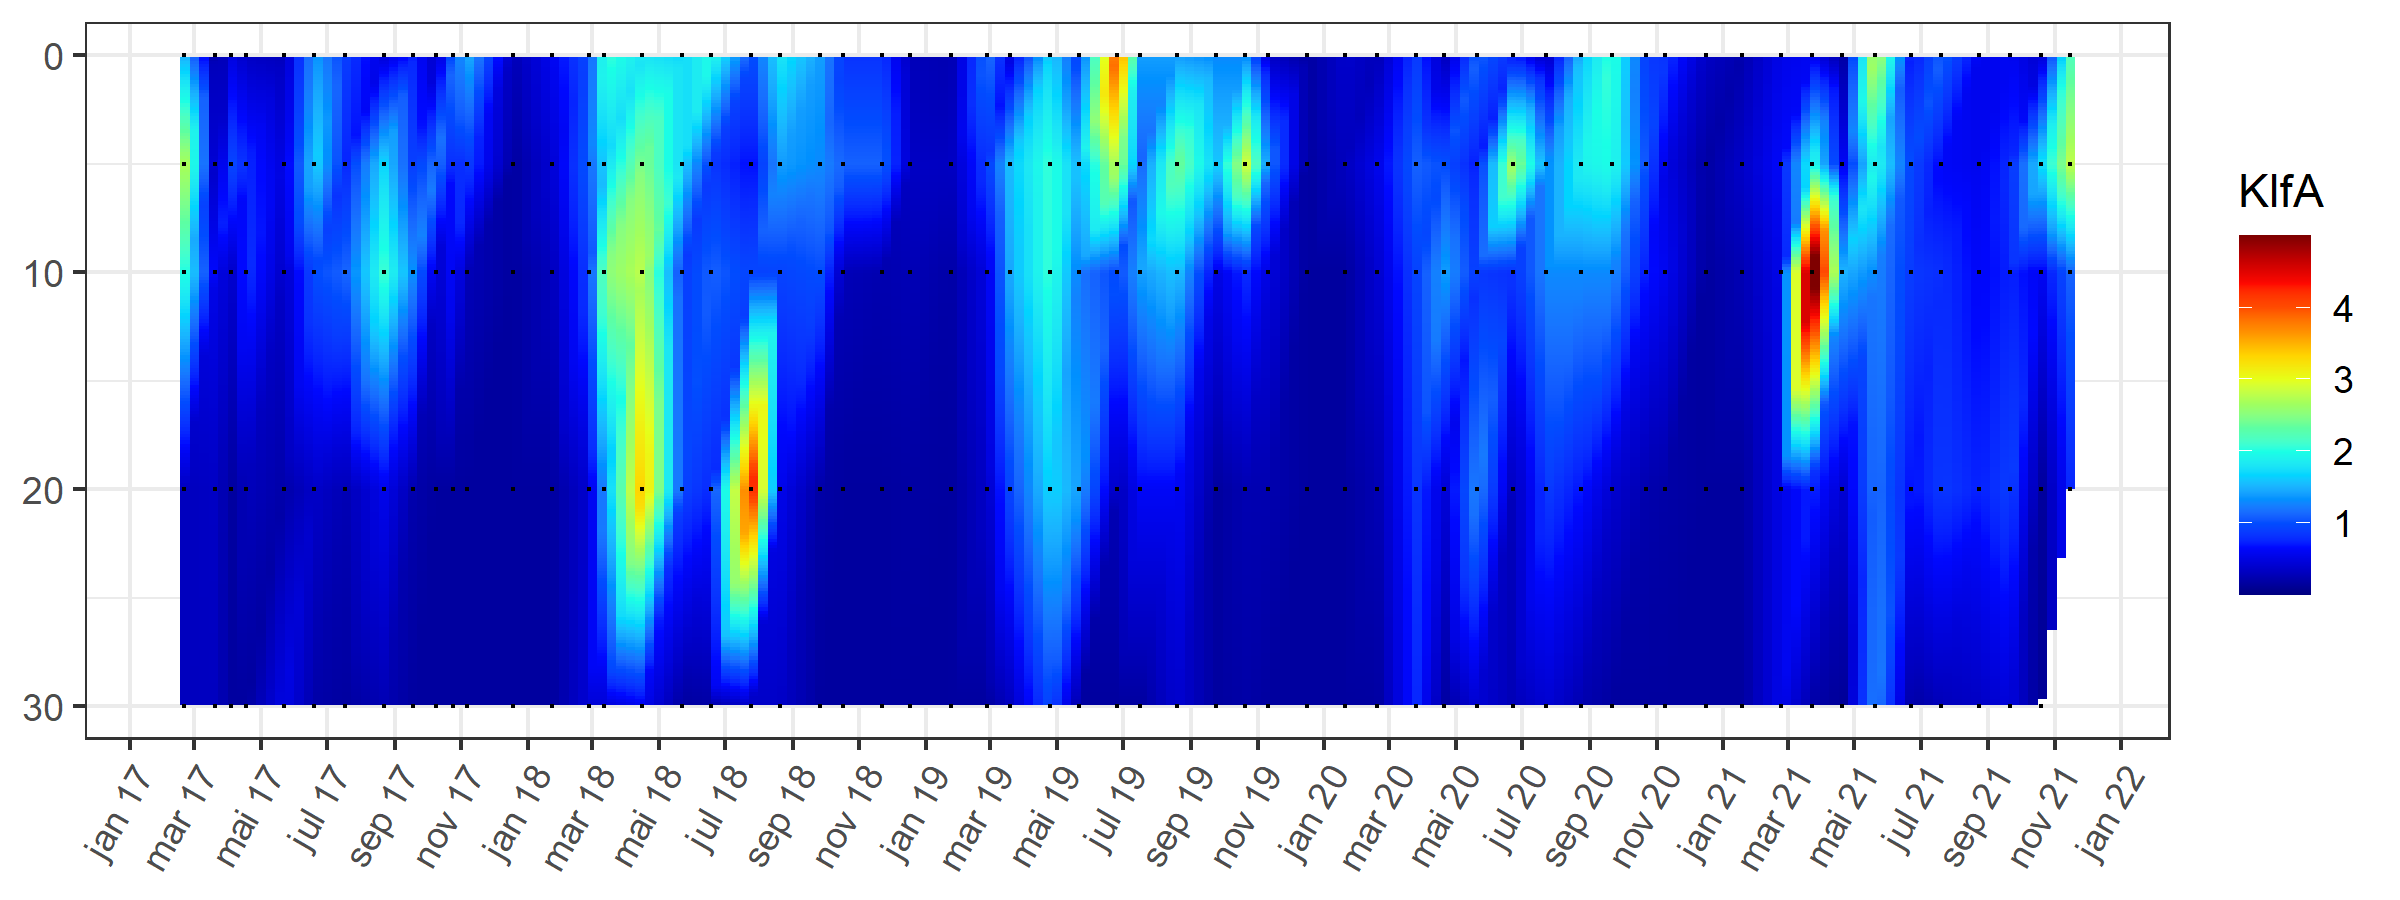 0
10
20
30
jan 17
mar 17
mai 17
jul 17
sep 17
nov 17
jan 18
mar 18
mai 18
jul 18
sep 18
nov 18
jan 19
mar 19
mai 19
jul 19
sep 19
nov 19
jan 20
mar 20
mai 20
jul 20
sep 20
nov 20
jan 21
mar 21
mai 21
jul 21
sep 21
nov 21
jan 22
KlfA
4
3
2
1